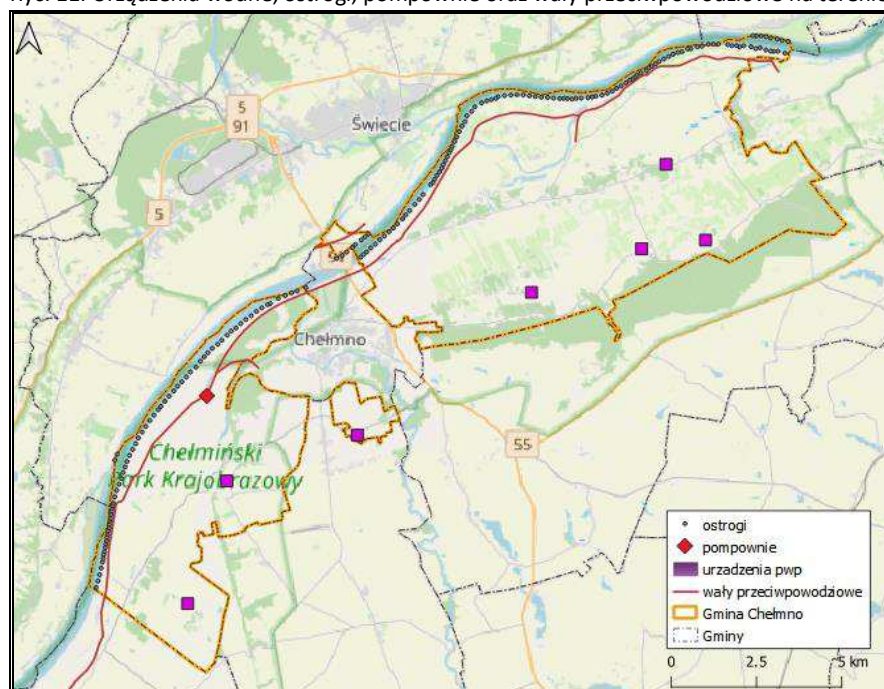 5
91
Świecie
5
Chełmno
55
Chełmiński
Park Krajobrazowy
ostrogi
pompownie
urzadzenia pwp
wały przeciwpowodziowe
Gmina Chełmno
Gminy
0 2.5 5 km